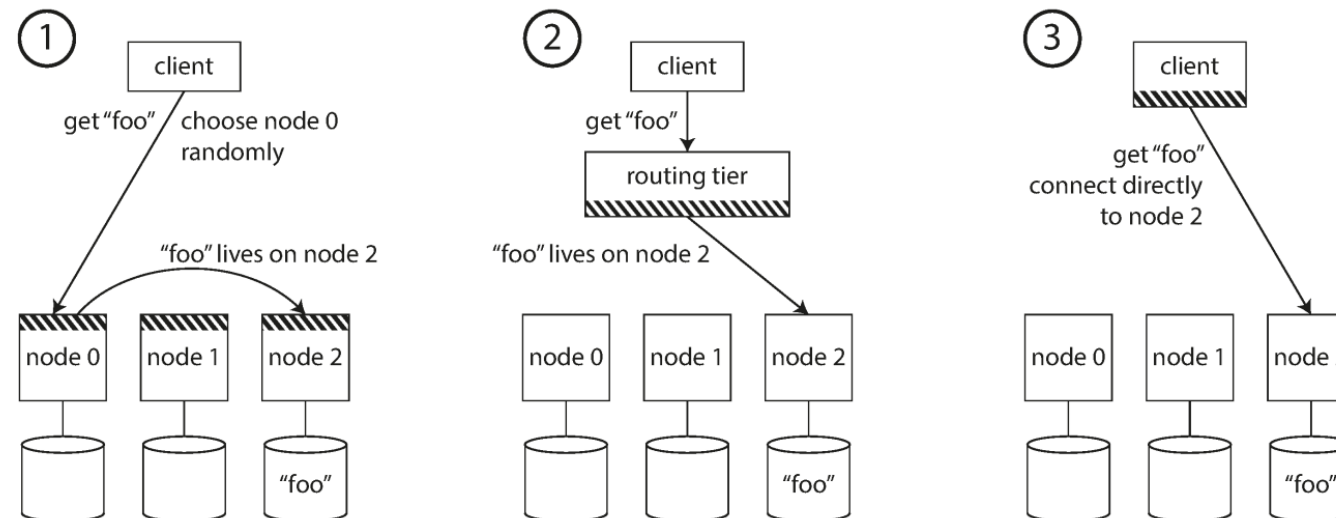 1
client
get “foo”
choose node 0
randomly
“foo” lives on node 2
node 0
node 1
node 2
“foo”
2
client
get “foo”
routing tier
“foo” lives on node 2
node 0
node 1
node 2
“foo”
3
client
get “foo”
connect directly
to node 2
node 0
node 1
node
“foo”